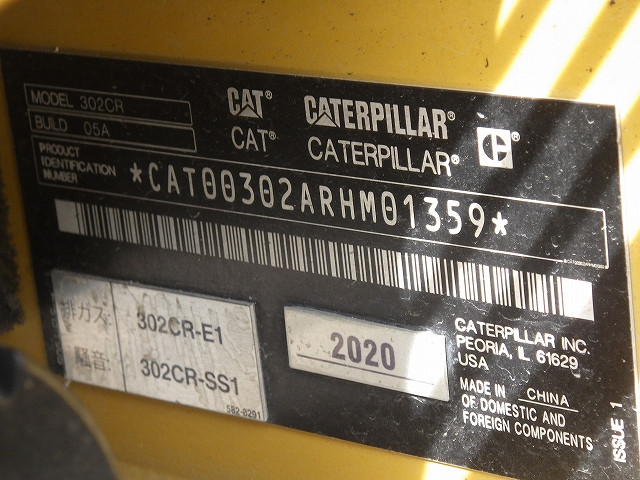 MODEL 302CR
BUILD 05A
CAT® CATERPILLAR® C®
CAT® CATERPILLAR®
PRODUCT
IDENTIFICATION
NUMBER
*CAT00302ARHM01359*
排ガス: 302CR-E1
騒音: 302CR-SS1
582-0291
2020
CATERPILLAR INC.
PEORIA, IL 61629
USA
MADE IN CHINA
OF DOMESTIC AND
FOREIGN COMPONENTS
ISSUE 1